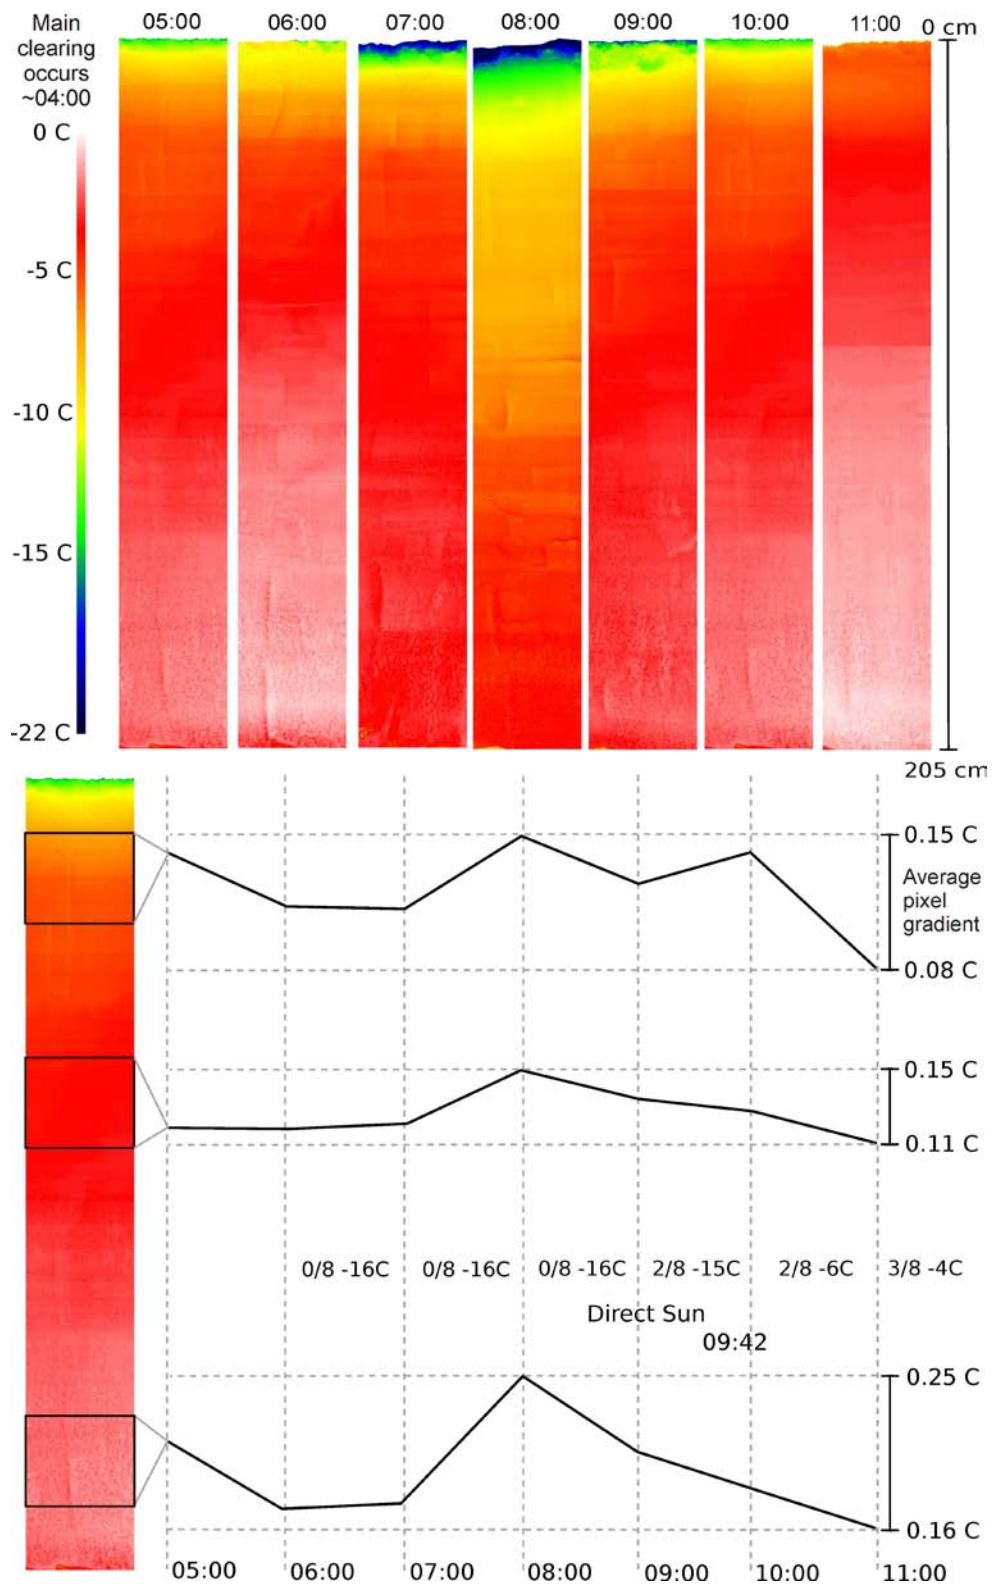 Main
clearing
occurs
~04:00
05:00 06:00 07:00 08:00 09:00 10:00 11:00
0 cm
0 C
-5 C
-10 C
-15 C
-22 C
205 cm
0.15 C
Average
pixel
gradient
0.08 C
0.15 C
0.11 C
0/8 -16C 0/8 -16C 0/8 -16C 2/8 -15C 2/8 -6C 3/8 -4C
Direct Sun
09:42
0.25 C
0.16 C
05:00 06:00 07:00 08:00 09:00 10:00 11:00